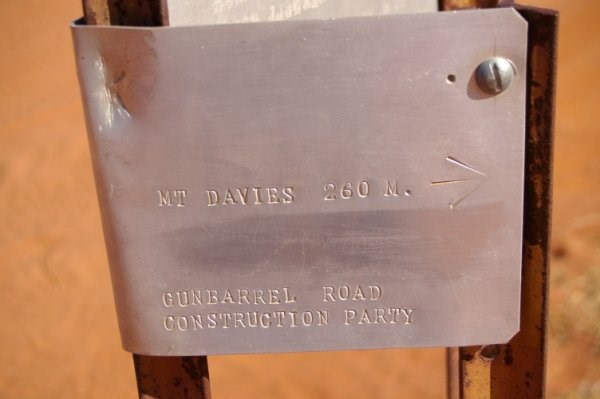 MT DAVIES 260 M. →
GUNBARREL ROAD
CONSTRUCTION PARTY